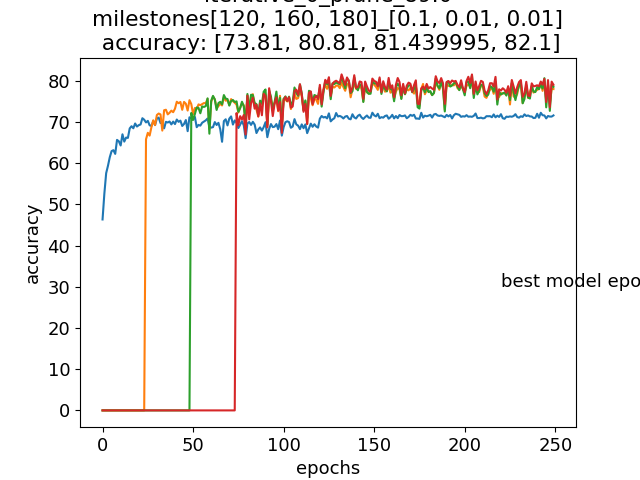 iterative_0_prune_89.0
milestones[120, 160, 180]_[0.1, 0.01, 0.01]
accuracy: [73.81, 80.81, 81.439995, 82.1]
accuracy
80
70
60
50
40
30
20
10
0
best model epo
0 50 100 150 200 250
epochs